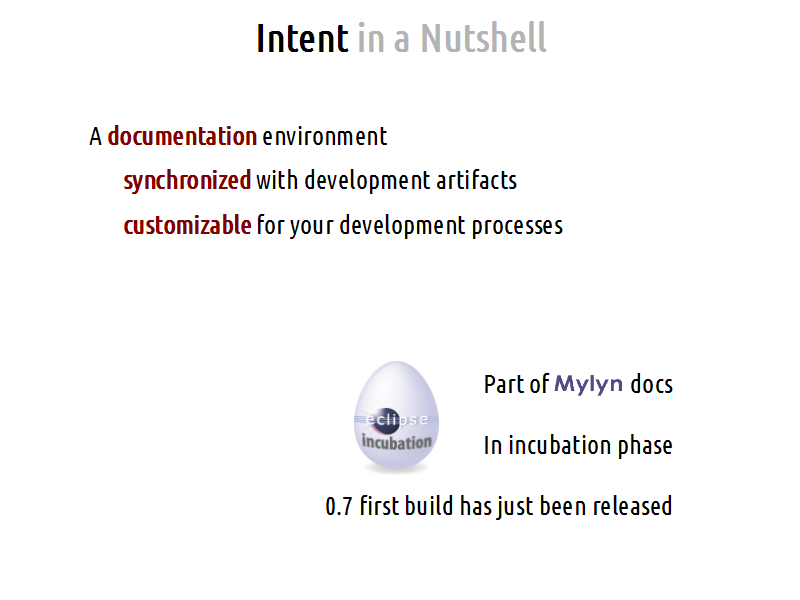 Intent in a Nutshell
A documentation environment
synchronized with development artifacts
customizable for your development processes
Part of Mylyn docs
eclipse
incubation
In incubation phase
0.7 first build has just been released